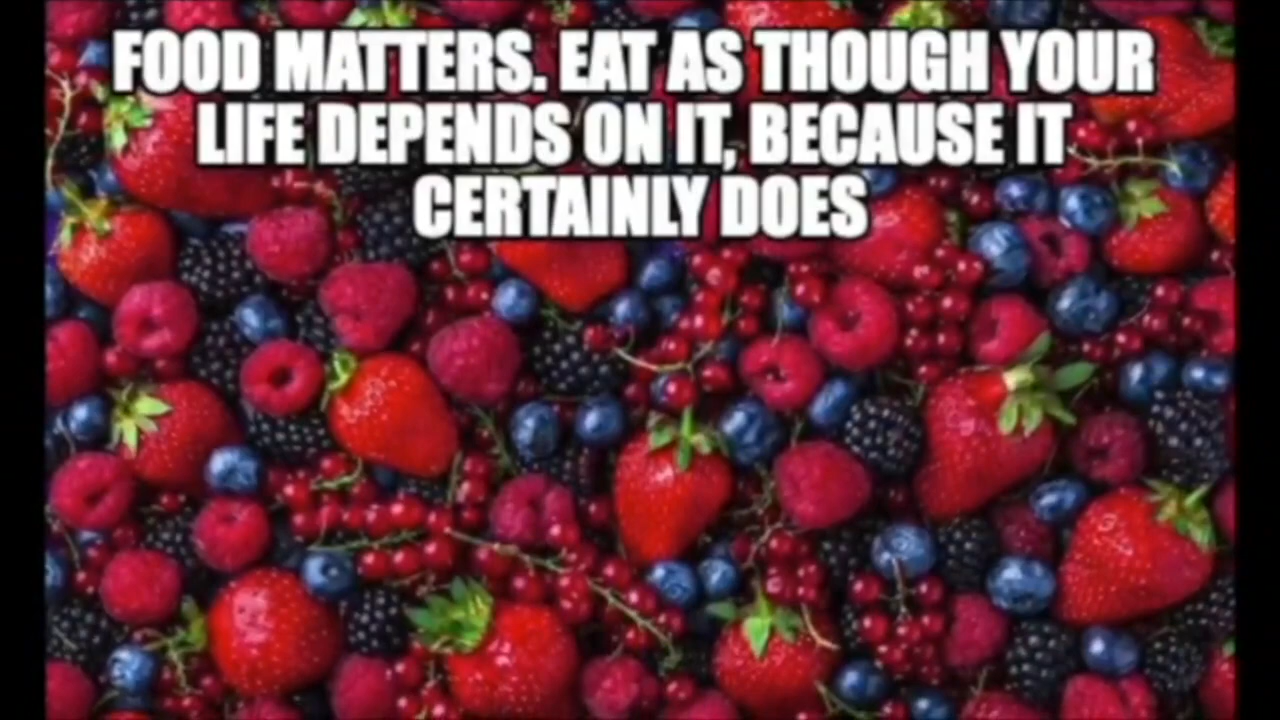 FOOD MATTERS. EAT AS THOUGH YOUR
LIFE DEPENDS ON IT, BECAUSE IT
CERTAINLY DOES